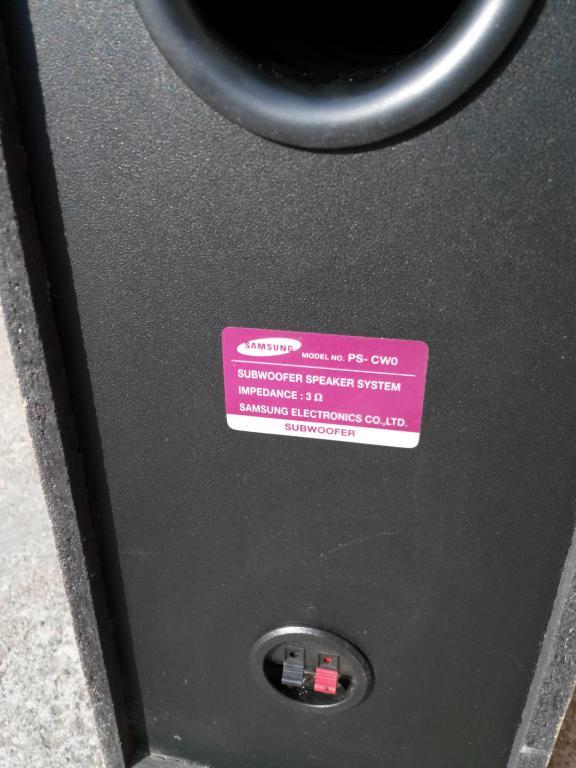 SAMSUNG MODEL NO. PS- CW0
SUBWOOFER SPEAKER SYSTEM
IMPEDANCE : 3 Ω
SAMSUNG ELECTRONICS CO.,LTD.
SUBWOOFER